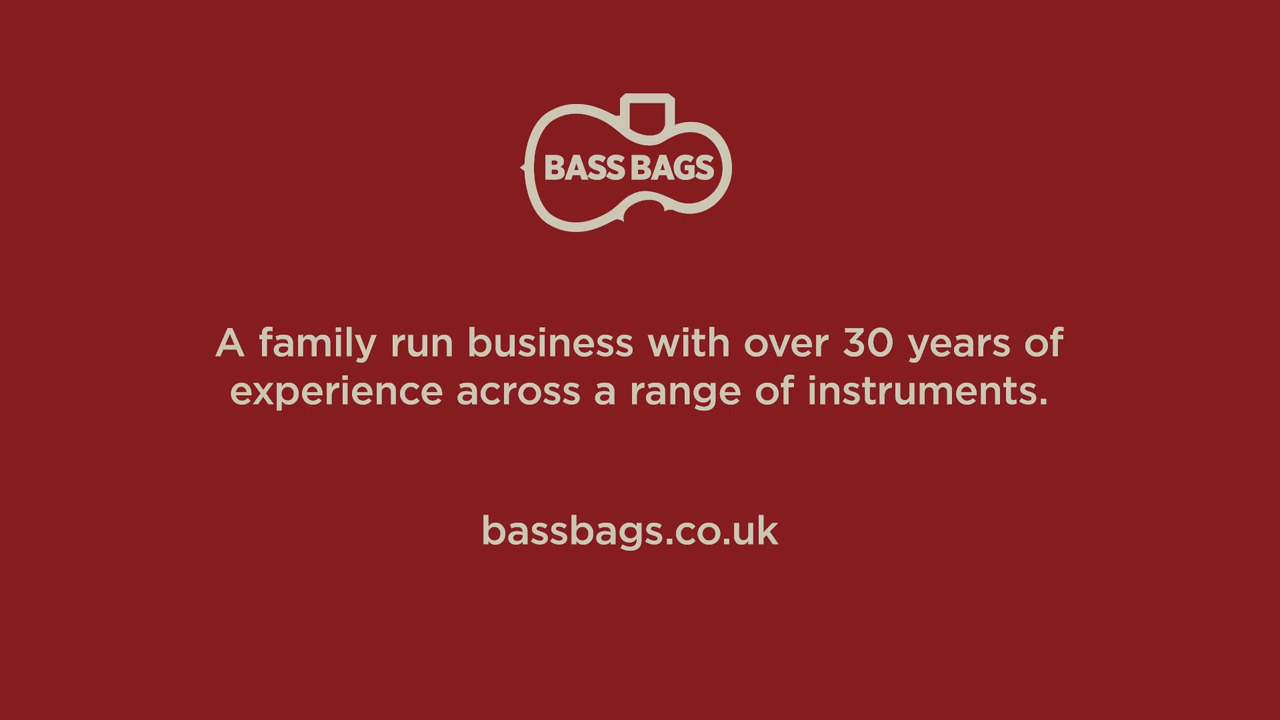 BASS BAGS
A family run business with over 30 years of
experience across a range of instruments.
bassbags.co.uk